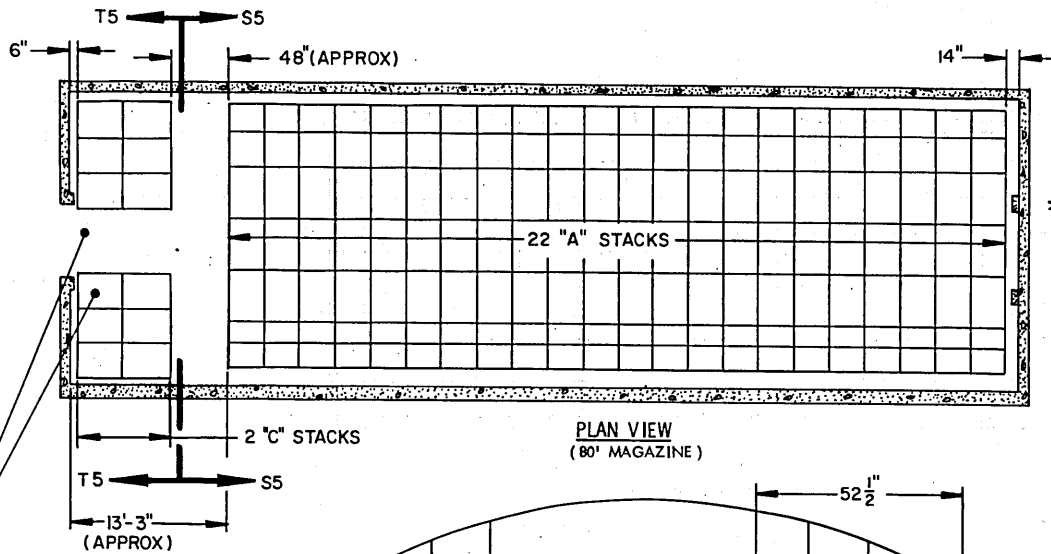 T5 S5
6"
48"(APPROX)
14"
22 "A" STACKS
2 "C" STACKS
PLAN VIEW
(80' MAGAZINE)
T5 S5
13'-3"
(APPROX)
52 1/2"